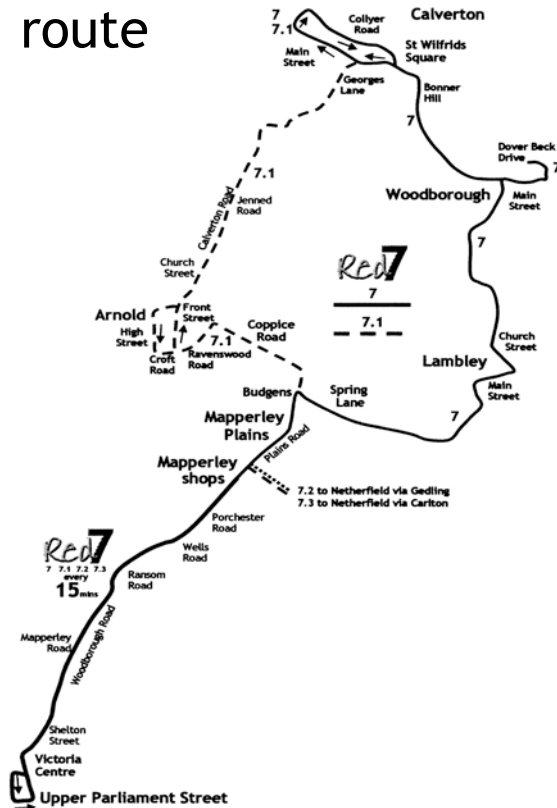 route
7
7.1
Collyer
Road
Calverton
Main
Street
St Wilfrids
Square
Georges
Lane
Bonner
Hill
7
Dover Beck
Drive
7
7.1
Calverton Road
Jenned
Road
Woodborough
Main
Street
7
Church
Street
Red7
7
7.1
Arnold
High
Street
Front
Street
7.1
Croft
Road
Ravenswood
Road
Coppice
Road
Church
Street
Lambley
Main
Street
Budgens
Spring
Lane
7
Mapperley
Plains
Plains Road
Mapperley
shops
7.2 to Netherfield via Gedling
7.3 to Netherfield via Carlton
Porchester
Road
Wells
Road
Red7
7 7.1 7.2 7.3
every
15 mins
Ransom
Road
Mapperley
Road
Woodborough Road
Shelton
Street
Victoria
Centre
Upper Parliament Street